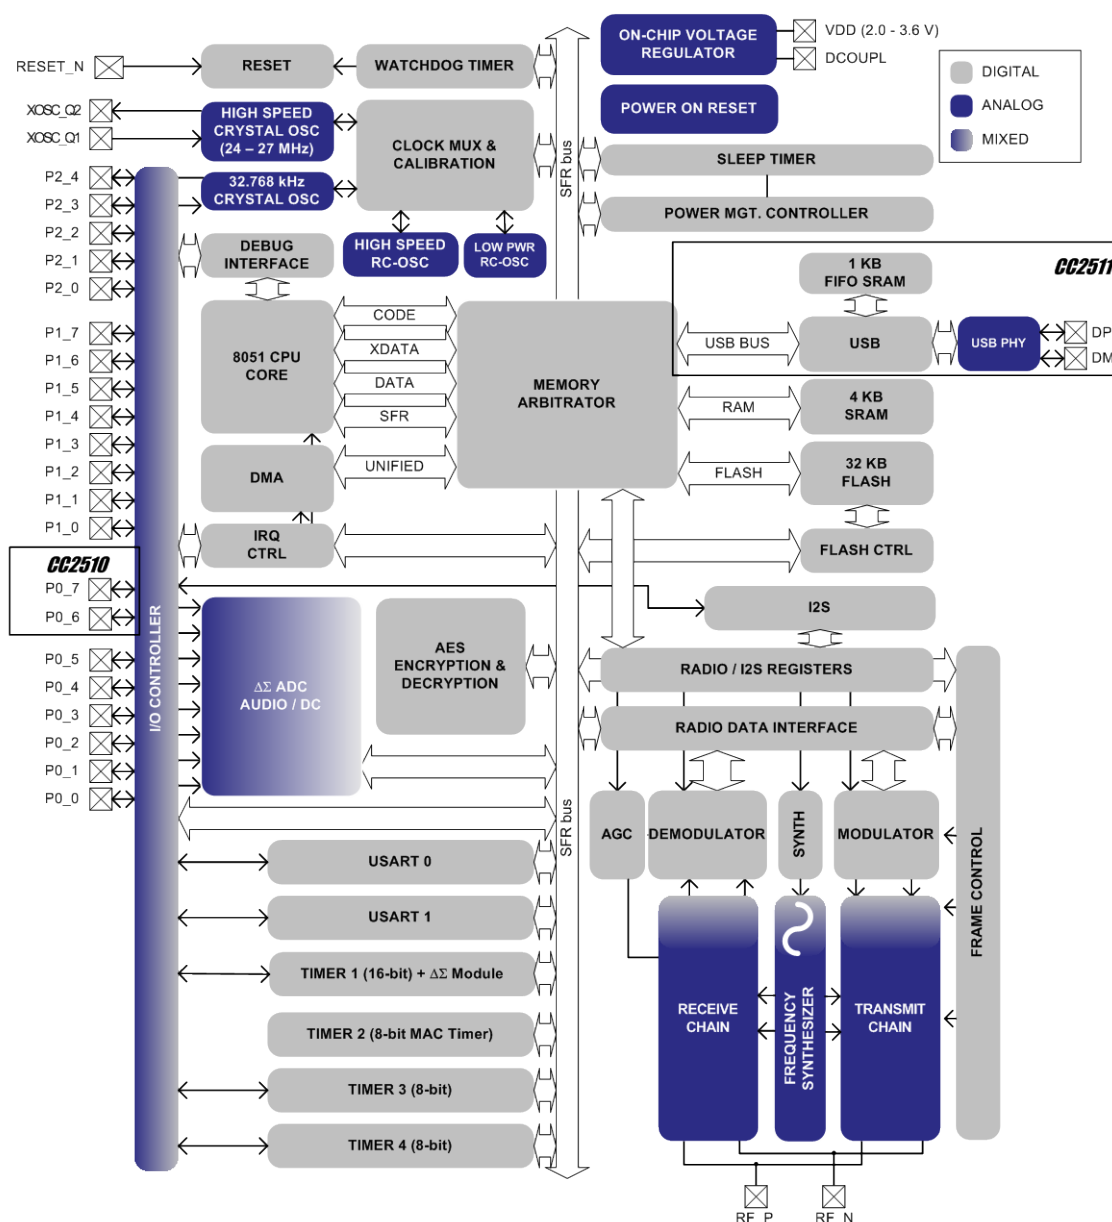 RESET_N
XOSC_Q2
XOSC_Q1
P2_4
P2_3
P2_2
P2_1
P2_0
P1_7
P1_6
P1_5
P1_4
P1_3
P1_2
P1_1
P1_0
CC2510
P0_7
P0_6
P0_5
P0_4
P0_3
P0_2
P0_1
P0_0
I/O CONTROLLER
RESET
WATCHDOG TIMER
HIGH SPEED
CRYSTAL OSC
(24 – 27 MHz)
32.768 kHz
CRYSTAL OSC
CLOCK MUX &
CALIBRATION
DEBUG
INTERFACE
HIGH SPEED
RC-OSC
LOW PWR
RC-OSC
8051 CPU
CORE
CODE
XDATA
DATA
SFR
UNIFIED
DMA
IRQ
CTRL
MEMORY
ARBITRATOR
ΔΣ ADC
AUDIO / DC
AES
ENCRYPTION &
DECRYPTION
USART 0
USART 1
TIMER 1 (16-bit) + ΔΣ Module
TIMER 2 (8-bit MAC Timer)
TIMER 3 (8-bit)
TIMER 4 (8-bit)
SFR bus
SFR bus
ON-CHIP VOLTAGE
REGULATOR
VDD (2.0 - 3.6 V)
DCOUPL
POWER ON RESET
DIGITAL
ANALOG
MIXED
SLEEP TIMER
POWER MGT. CONTROLLER
CC2511
1 KB
FIFO SRAM
USB BUS
USB
USB PHY
DP
DM
RAM
4 KB
SRAM
FLASH
32 KB
FLASH
FLASH CTRL
I2S
RADIO / I2S REGISTERS
RADIO DATA INTERFACE
AGC
DEMODULATOR
SYNTH
MODULATOR
FRAME CONTROL
RECEIVE
CHAIN
FREQUENCY
SYNTHESIZER
TRANSMIT
CHAIN
RF_P
RF_N